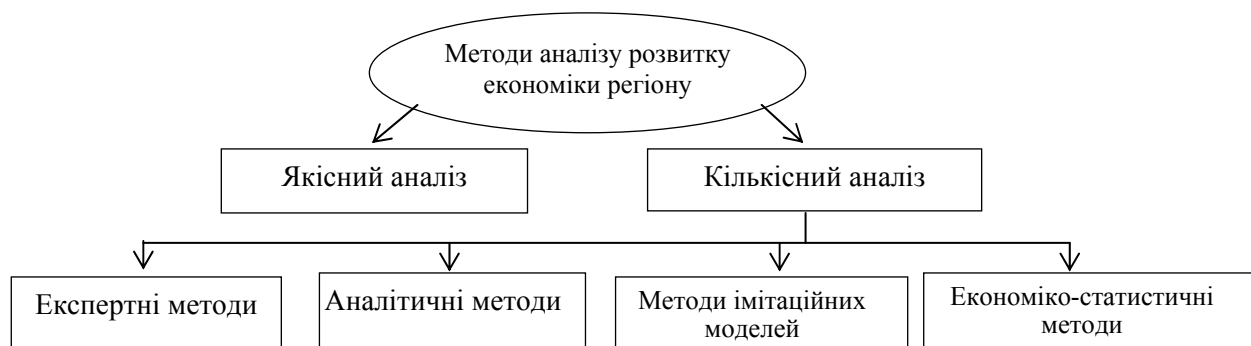 Методи аналізу розвитку
економіки регіону
Якісний аналіз
Кількісний аналіз
Експертні методи
Аналітичні методи
Методи імітаційних
моделей
Економіко-статистичні
методи